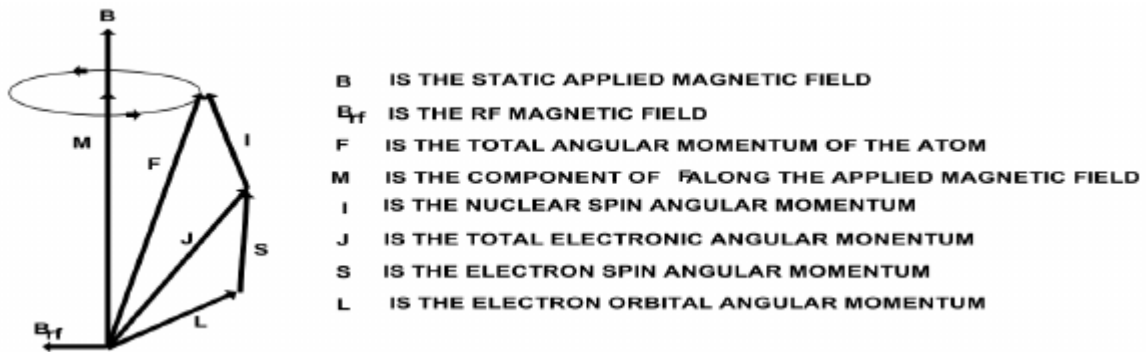 B
M
F
I
J
S
L
Brf
B IS THE STATIC APPLIED MAGNETIC FIELD
Brf IS THE RF MAGNETIC FIELD
F IS THE TOTAL ANGULAR MOMENTUM OF THE ATOM
M IS THE COMPONENT OF F ALONG THE APPLIED MAGNETIC FIELD
I IS THE NUCLEAR SPIN ANGULAR MOMENTUM
J IS THE TOTAL ELECTRONIC ANGULAR MONENTUM
S IS THE ELECTRON SPIN ANGULAR MOMENTUM
L IS THE ELECTRON ORBITAL ANGULAR MOMENTUM